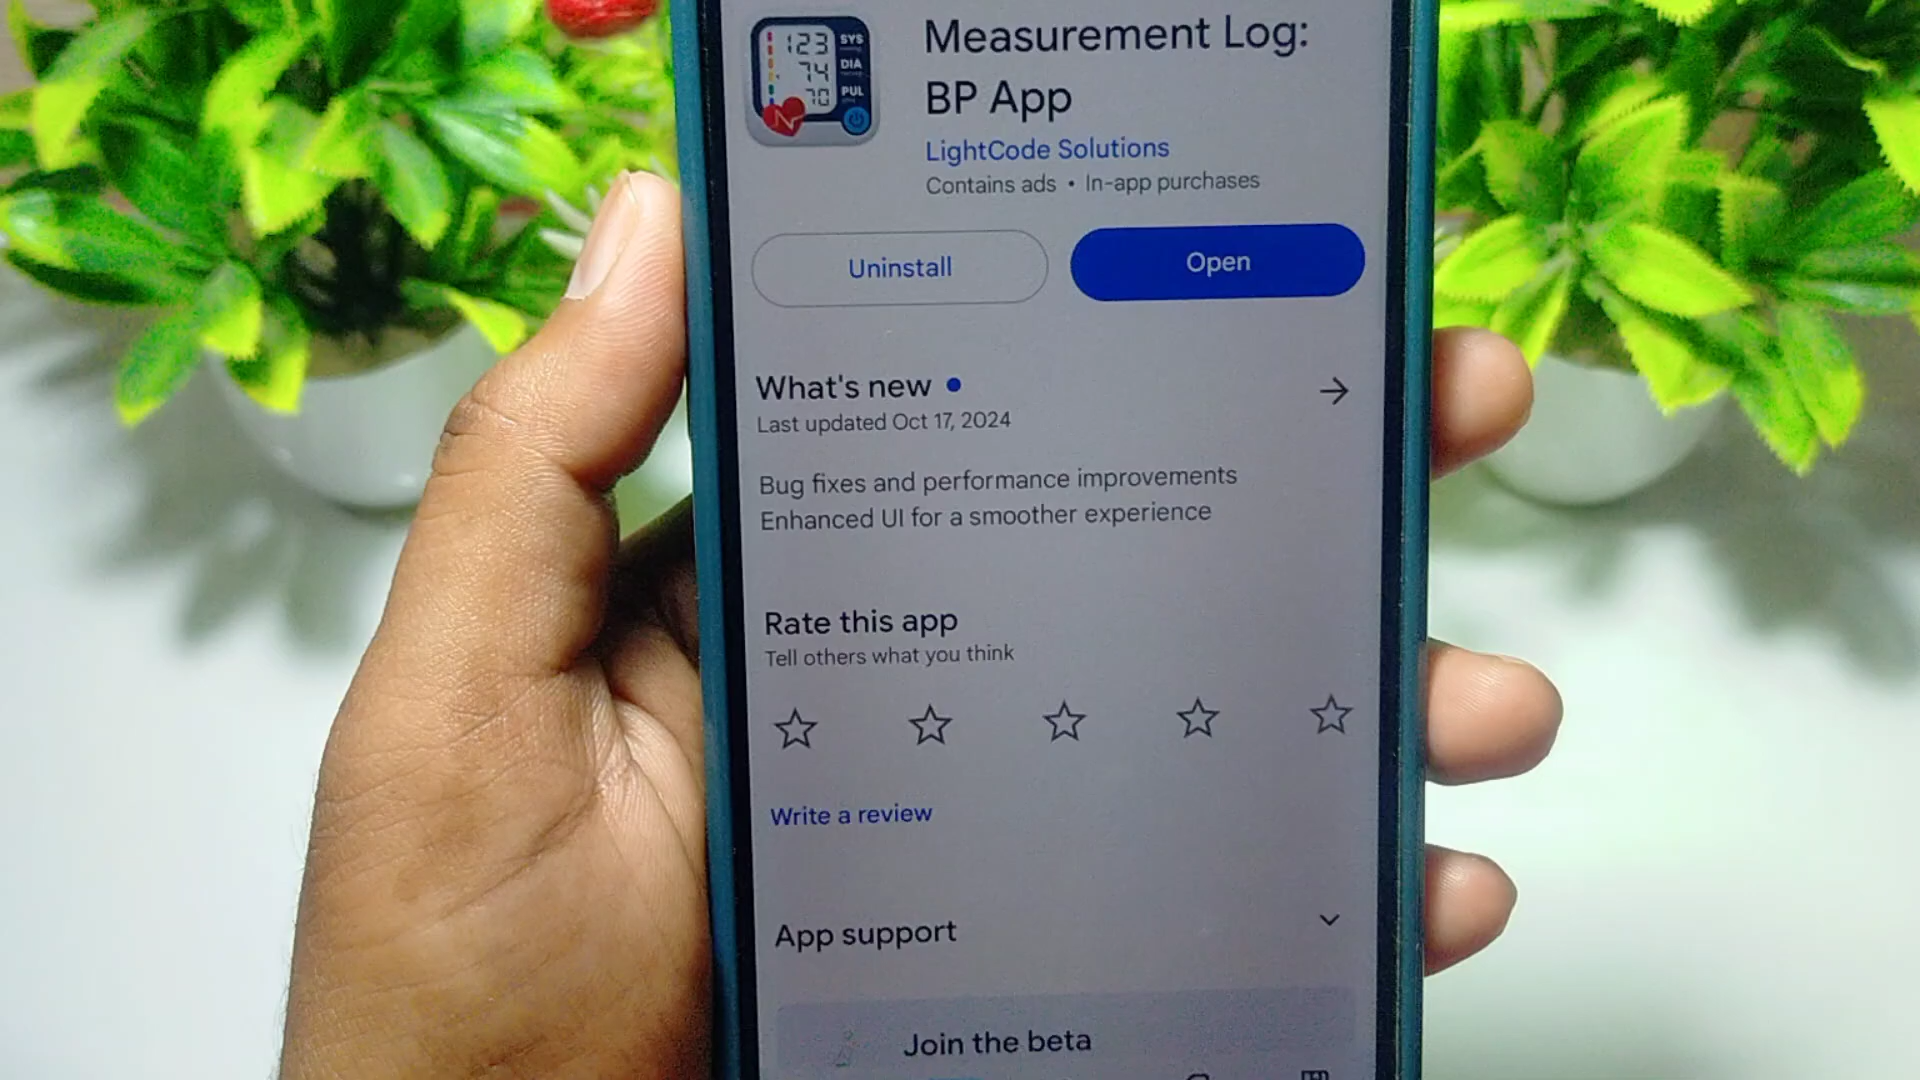 123 SYS
74 DIA
70 PUL
Measurement Log:
BP App
LightCode Solutions
Contains ads • In-app purchases
Uninstall
Open
What's new
Last updated Oct 17, 2024
Bug fixes and performance improvements
Enhanced UI for a smoother experience
Rate this app
Tell others what you think
Write a review
App support
Join the beta